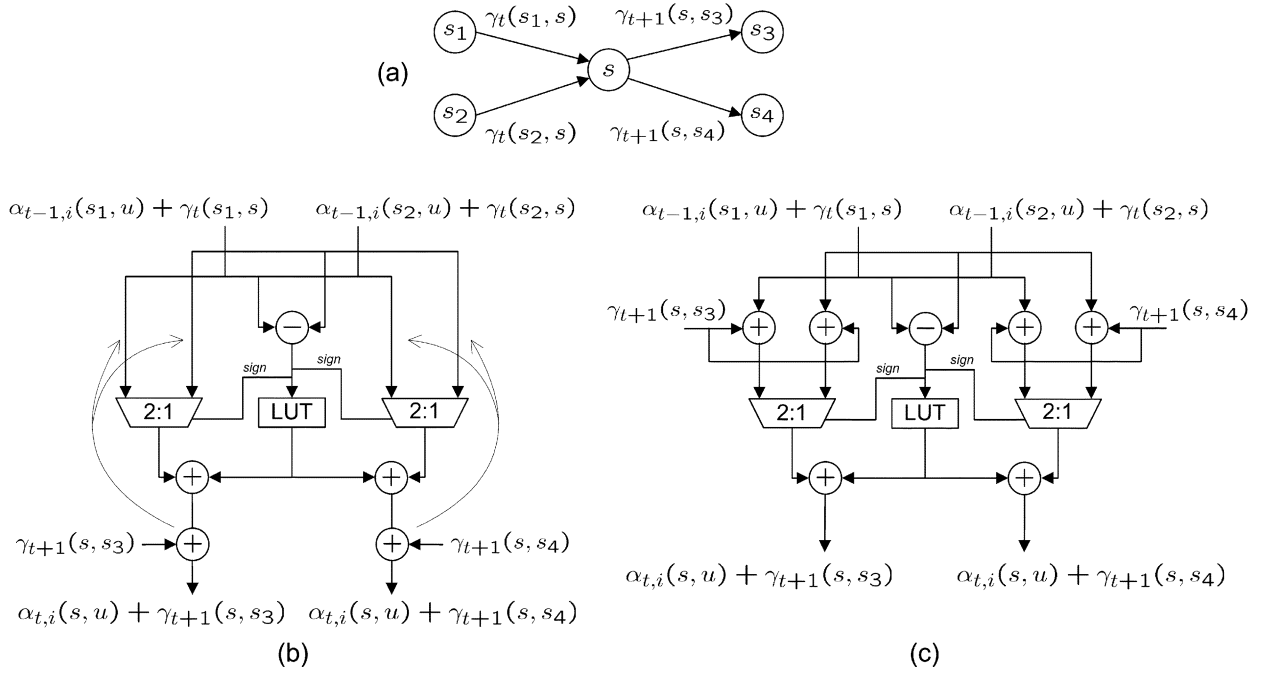 γₜ(s₁, s) γₜ₊₁(s, s₃)
s₁ s₃
(a) s
s₂ s₄
γₜ(s₂, s) γₜ₊₁(s, s₄)
αₜ₋₁,ᵢ(s₁, u) + γₜ(s₁, s) αₜ₋₁,ᵢ(s₂, u) + γₜ(s₂, s)
−
sign sign
2:1 LUT 2:1
+ +
γₜ₊₁(s, s₃) + + γₜ₊₁(s, s₄)
αₜ,ᵢ(s, u) + γₜ₊₁(s, s₃) αₜ,ᵢ(s, u) + γₜ₊₁(s, s₄)
(b)
αₜ₋₁,ᵢ(s₁, u) + γₜ(s₁, s) αₜ₋₁,ᵢ(s₂, u) + γₜ(s₂, s)
γₜ₊₁(s, s₃) + + − + + γₜ₊₁(s, s₄)
sign sign
2:1 LUT 2:1
+ +
αₜ,ᵢ(s, u) + γₜ₊₁(s, s₃) αₜ,ᵢ(s, u) + γₜ₊₁(s, s₄)
(c)